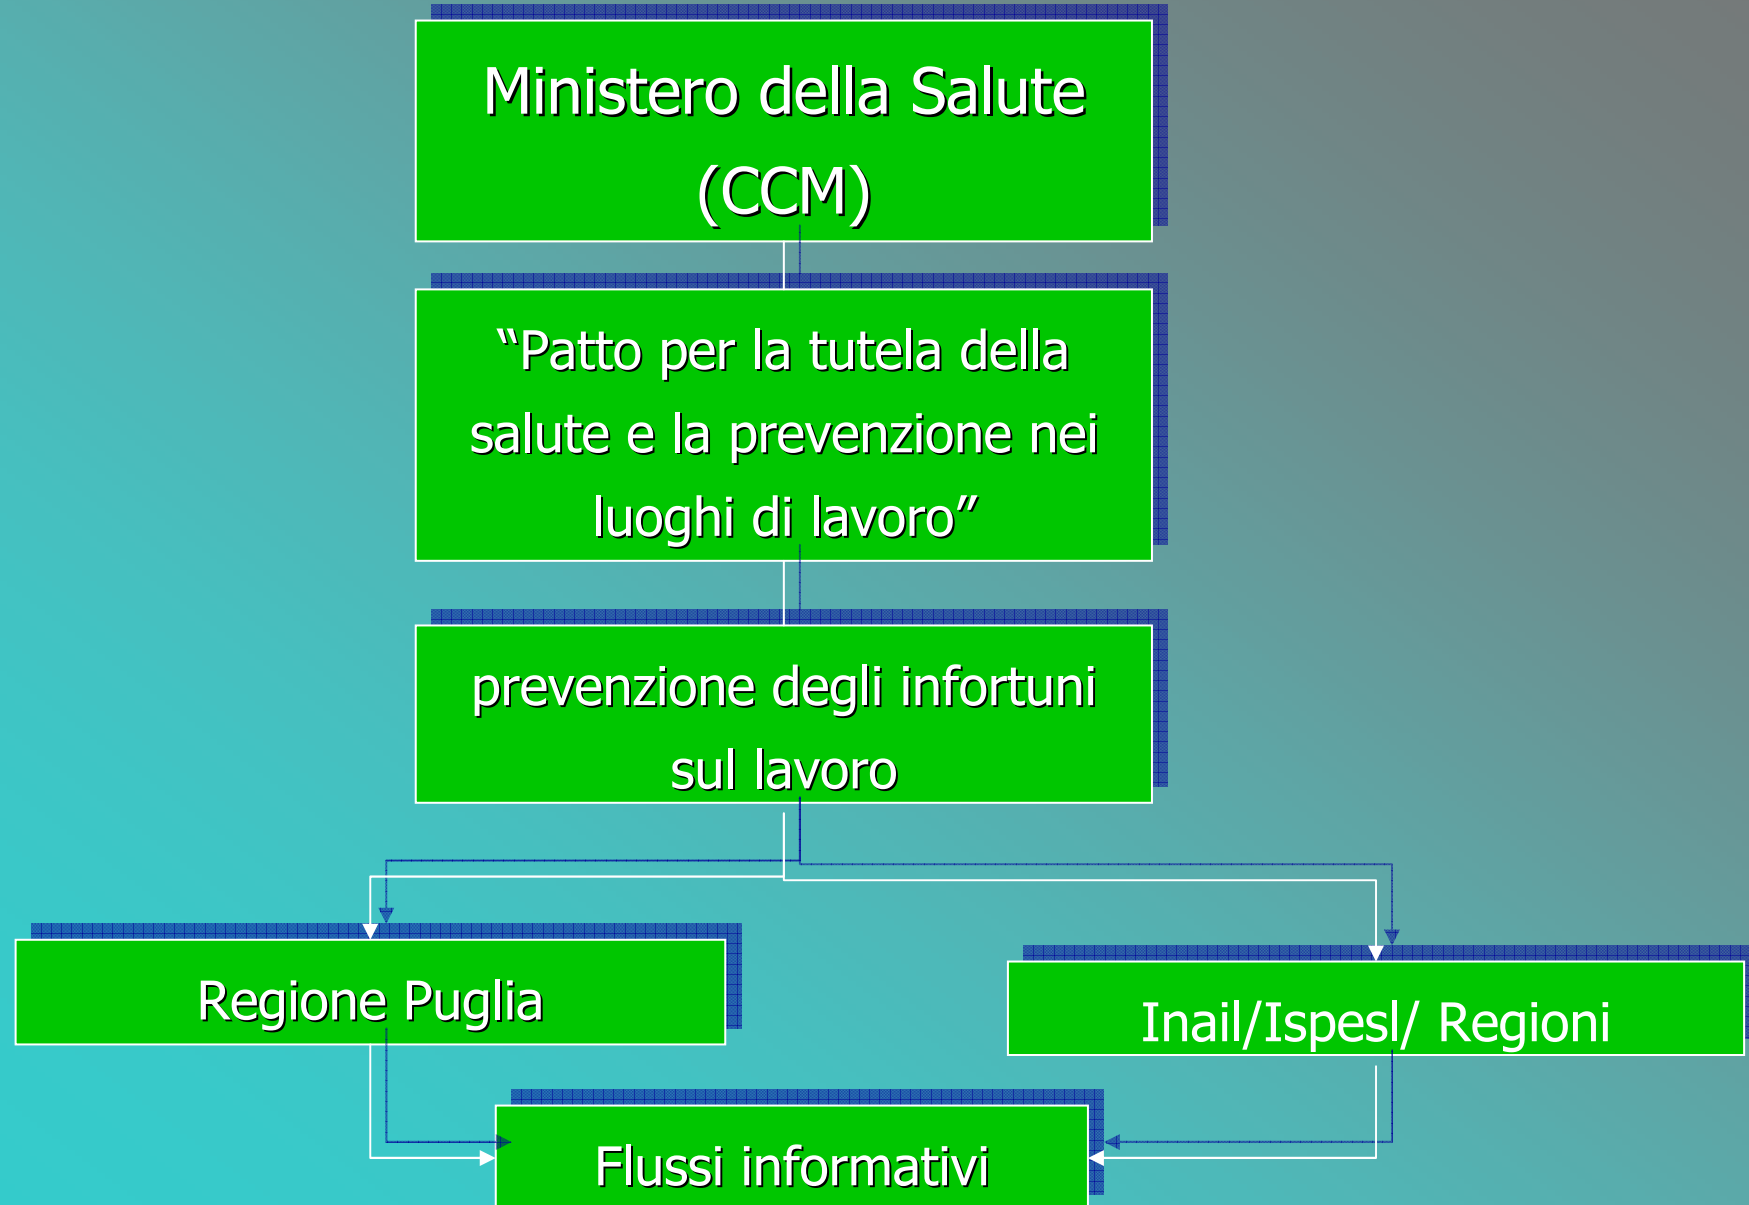 Ministero della Salute
(CCM)
“Patto per la tutela della
salute e la prevenzione nei
luoghi di lavoro”
prevenzione degli infortuni
sul lavoro
Regione Puglia
Inail/Ispesl/ Regioni
Flussi informativi